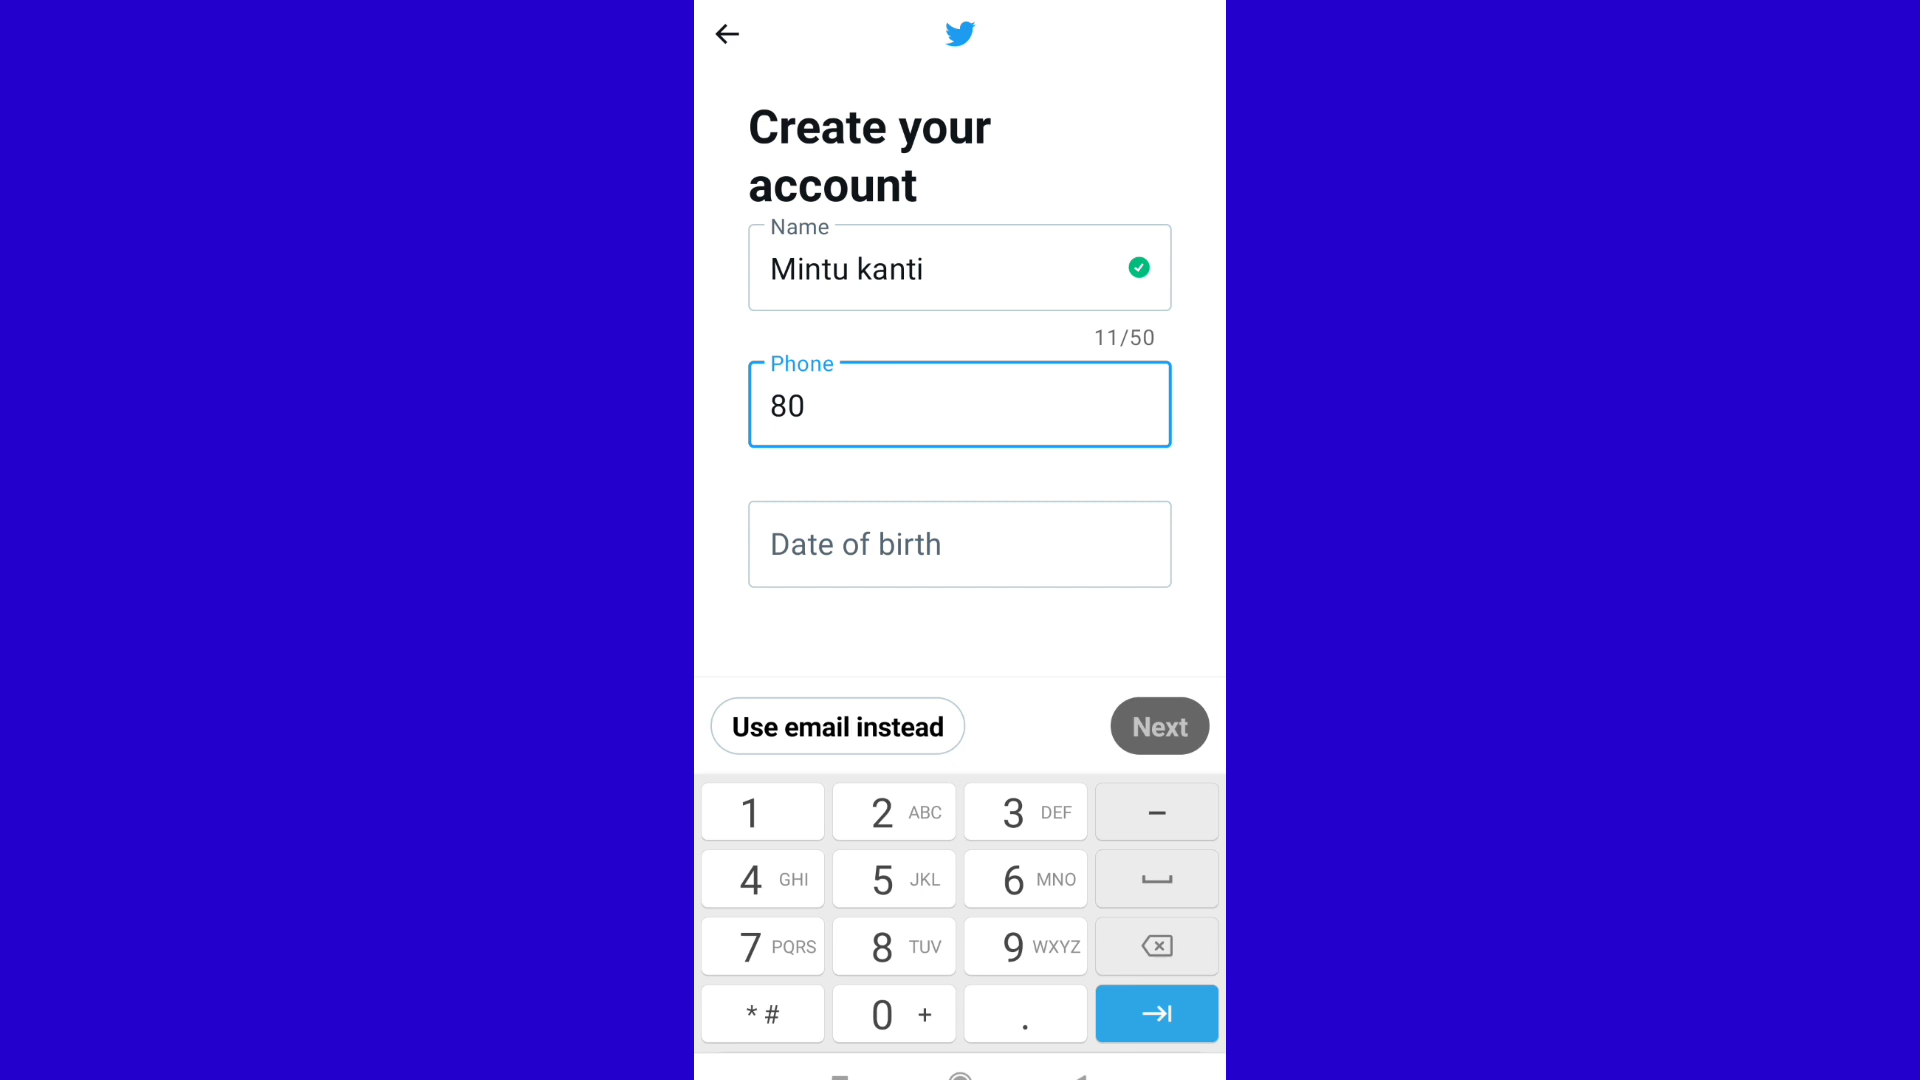 Create your
account
Name
Mintu kanti
11/50
Phone
80
Date of birth
Use email instead
Next
1
2 ABC
3 DEF
–
4 GHI
5 JKL
6 MNO
7 PQRS
8 TUV
9 WXYZ
* #
0 +
.